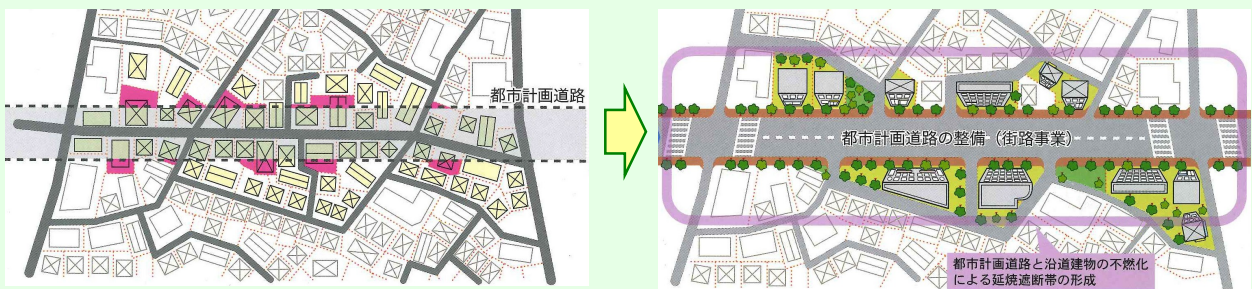 都市計画道路
都市計画道路の整備（街路事業）
都市計画道路と沿道建物の不燃化
による延焼遮断帯の形成